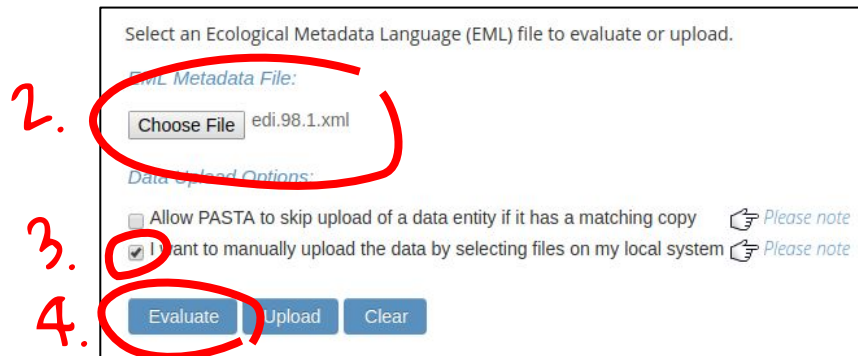 Select an Ecological Metadata Language (EML) file to evaluate or upload.
2.
EML Metadata File:
Choose File edi.98.1.xml
Data Upload Options:
Allow PASTA to skip upload of a data entity if it has a matching copy Please note
3.
I want to manually upload the data by selecting files on my local system Please note
4.
Evaluate Upload Clear